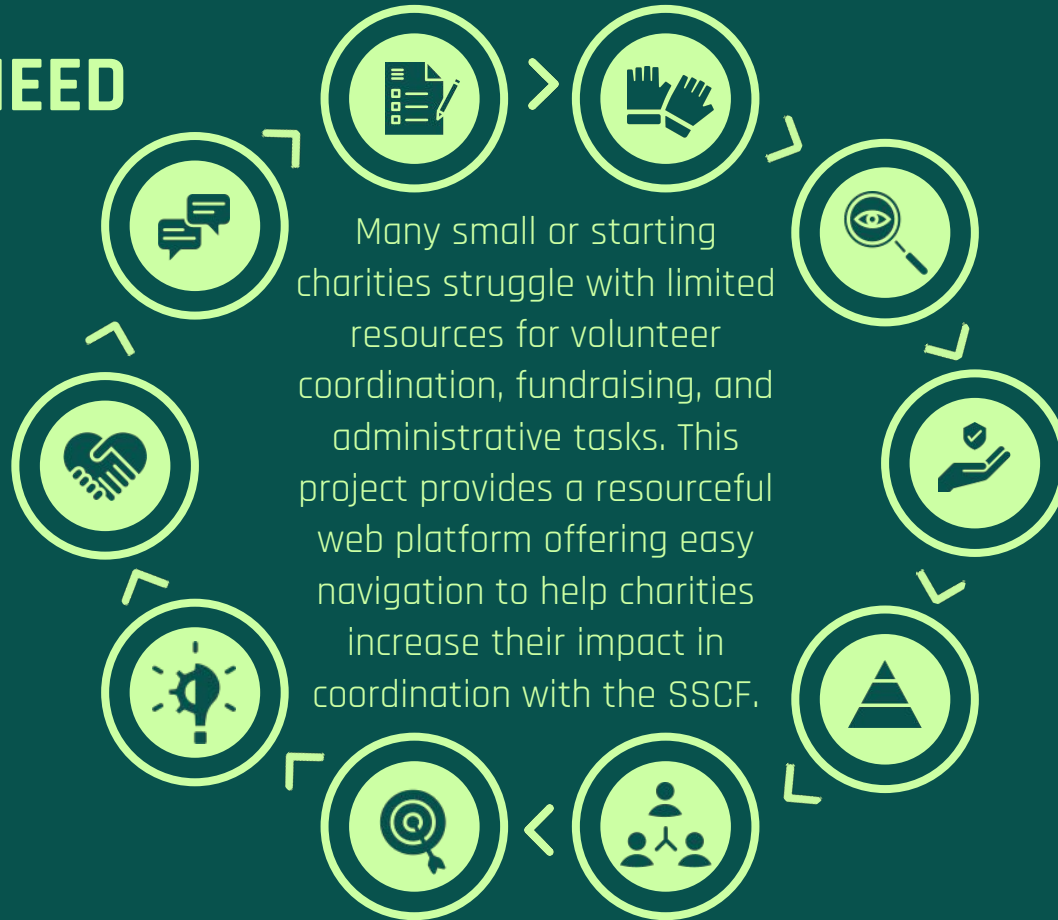 NEED
Many small or starting
charities struggle with limited
resources for volunteer
coordination, fundraising, and
administrative tasks. This
project provides a resourceful
web platform offering easy
navigation to help charities
increase their impact in
coordination with the SSCF.